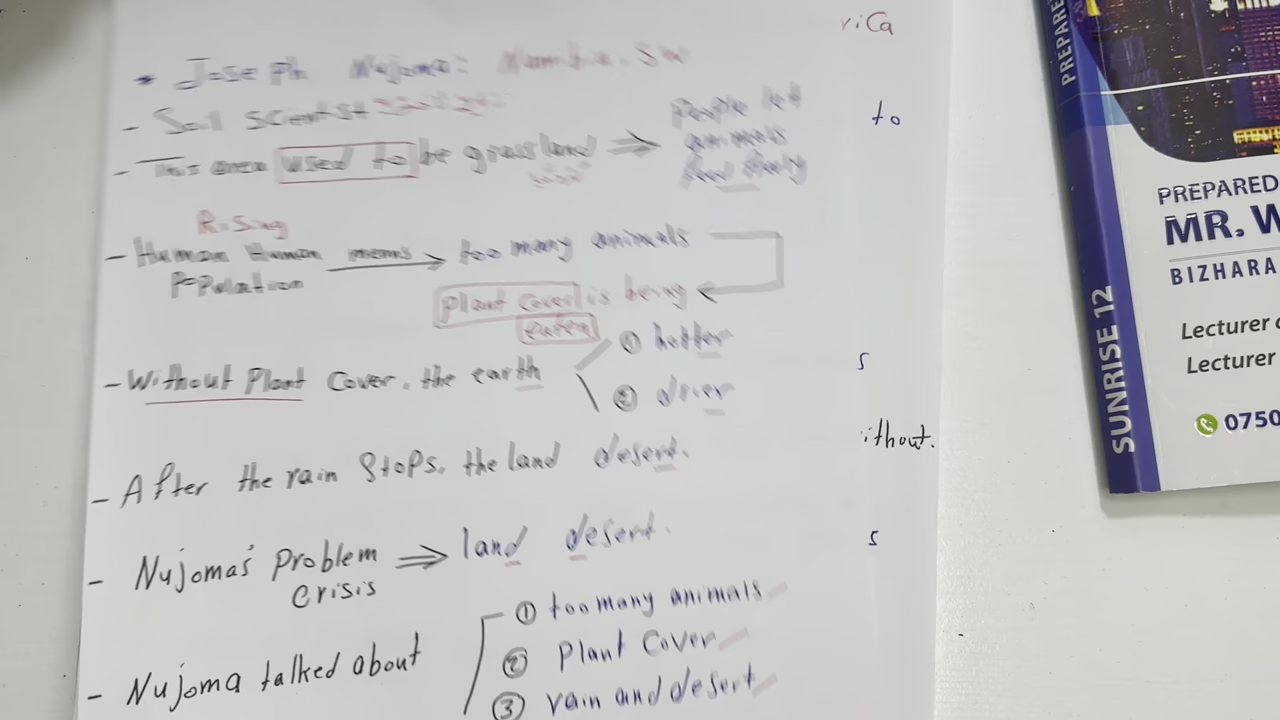 viCa
* Joseph Nujoma: Namibia. SW
- Soil scientist
People let
to
- This area used to be grassland ⇒ animals
feed freely
Rising
- Human Human means → too many animals
PoPulation
plant cover is being
eaten
① hotter
- Without Plant Cover. the earth
② drier
s
ithout.
- After the rain stops. the land desert.
- Nujomas' Problem ⇒ land desert.
crisis
s
① too many animals
- Nujoma talked about ② Plant Cover
③ rain and desert
PREPARE
PREPARED
MR. W
BIZHARA
SUNRISE 12
Lecturer
Lecturer
0750